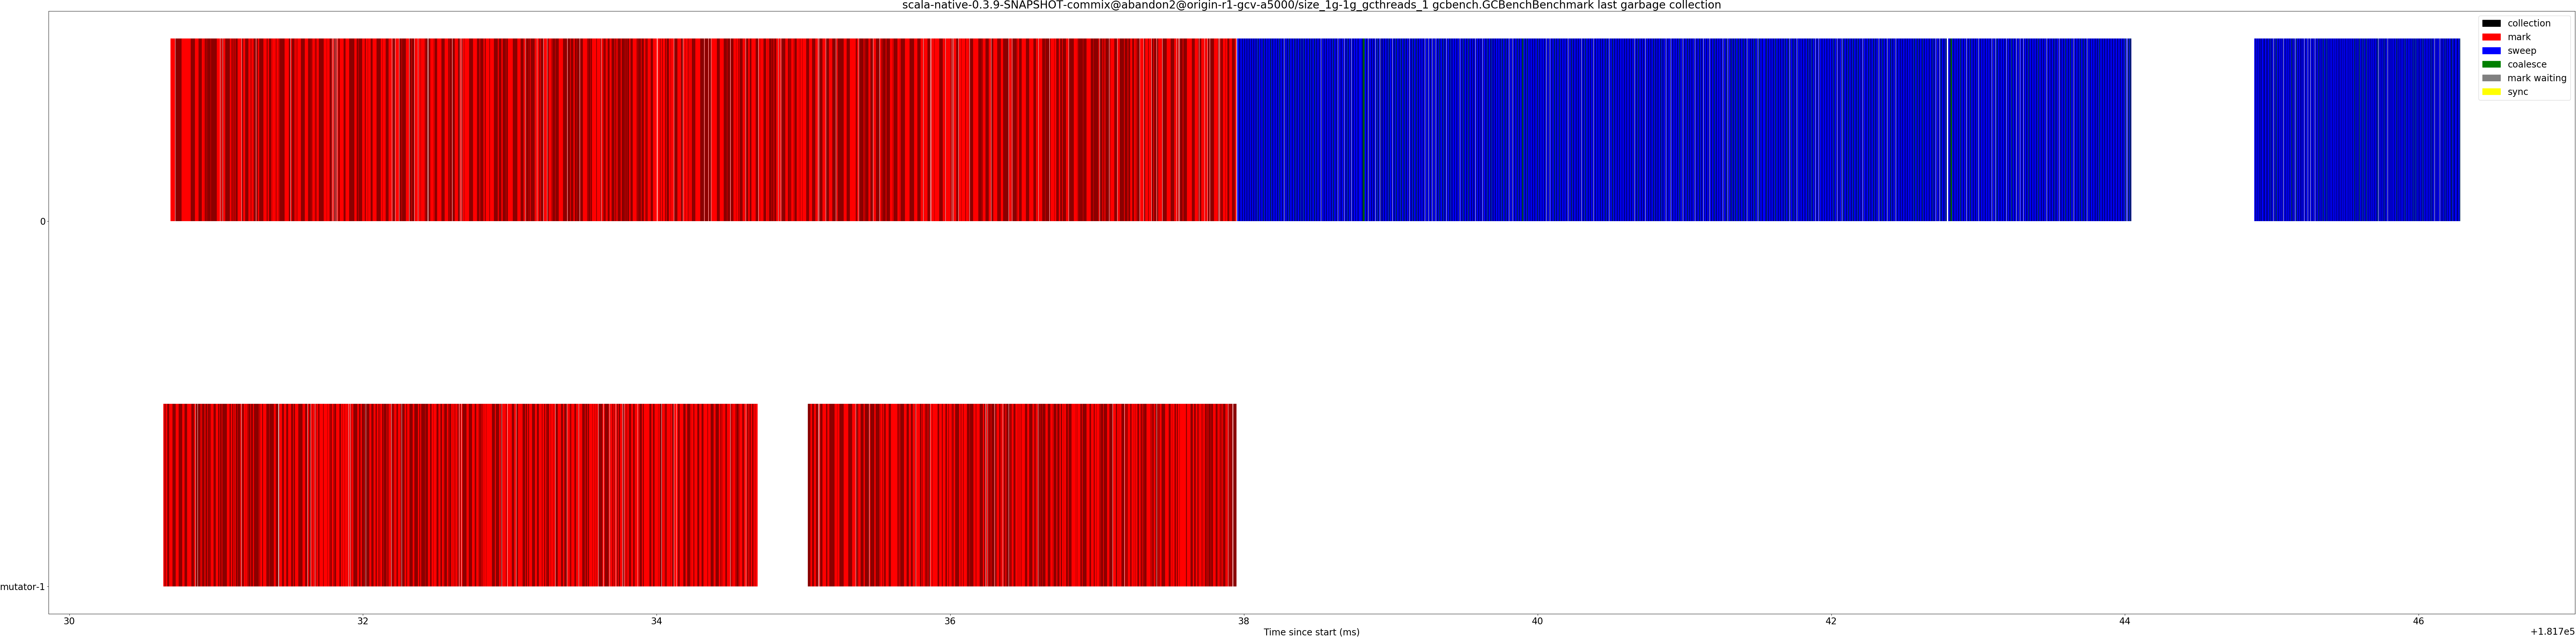 scala-native-0.3.9-SNAPSHOT-commix@abandon2@origin-r1-gcv-a5000/size_1g-1g_gcthreads_1 gcbench.GCBenchBenchmark last garbage collection
collection
mark
sweep
coalesce
mark waiting
sync
0
mutator-1
30 32 34 36 38 40 42 44 46
Time since start (ms)
+1.817e5